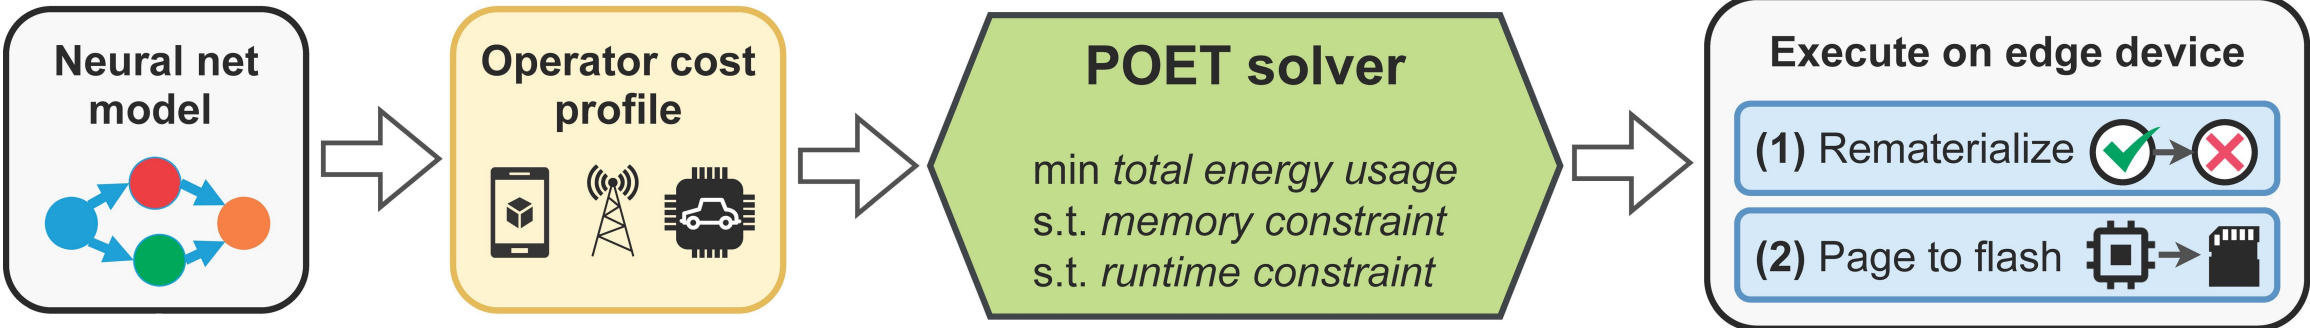 Neural net
model
Operator cost
profile
POET solver
min total energy usage
s.t. memory constraint
s.t. runtime constraint
Execute on edge device
(1) Rematerialize
(2) Page to flash